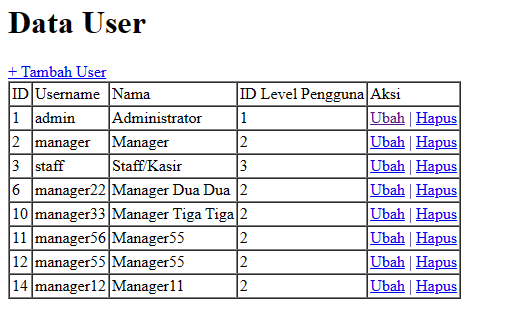 Data User
+ Tambah User
ID Username Nama ID Level Pengguna Aksi
1 admin Administrator 1 Ubah | Hapus
2 manager Manager 2 Ubah | Hapus
3 staff Staff/Kasir 3 Ubah | Hapus
6 manager22 Manager Dua Dua 2 Ubah | Hapus
10 manager33 Manager Tiga Tiga 2 Ubah | Hapus
11 manager56 Manager55 2 Ubah | Hapus
12 manager55 Manager55 2 Ubah | Hapus
14 manager12 Manager11 2 Ubah | Hapus